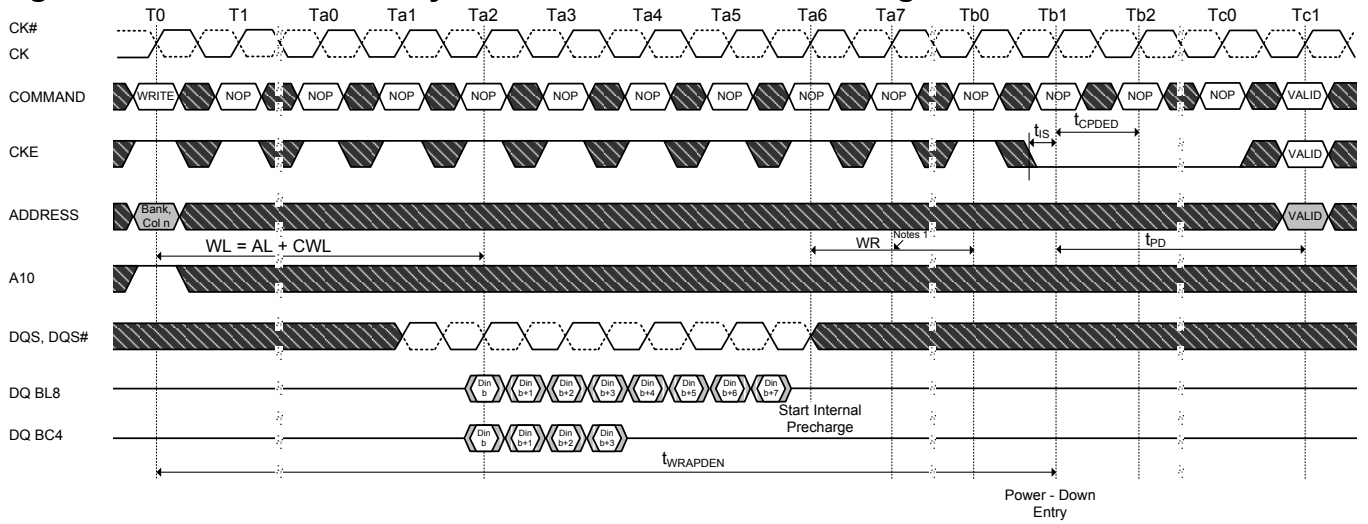 T0 T1 Ta0 Ta1 Ta2 Ta3 Ta4 Ta5 Ta6 Ta7 Tb0 Tb1 Tb2 Tc0 Tc1
CK#
CK
COMMAND WRITE NOP NOP NOP NOP NOP NOP NOP NOP NOP NOP NOP NOP NOP VALID
tIS tCPDED
CKE VALID
ADDRESS Bank, Col n VALID
WL = AL + CWL WR Notes 1 tPD
A10
DQS, DQS#
DQ BL8 Din b Din b+1 Din b+2 Din b+3 Din b+4 Din b+5 Din b+6 Din b+7
Start Internal
Precharge
DQ BC4 Din b Din b+1 Din b+2 Din b+3
tWRAPDEN
Power - Down
Entry